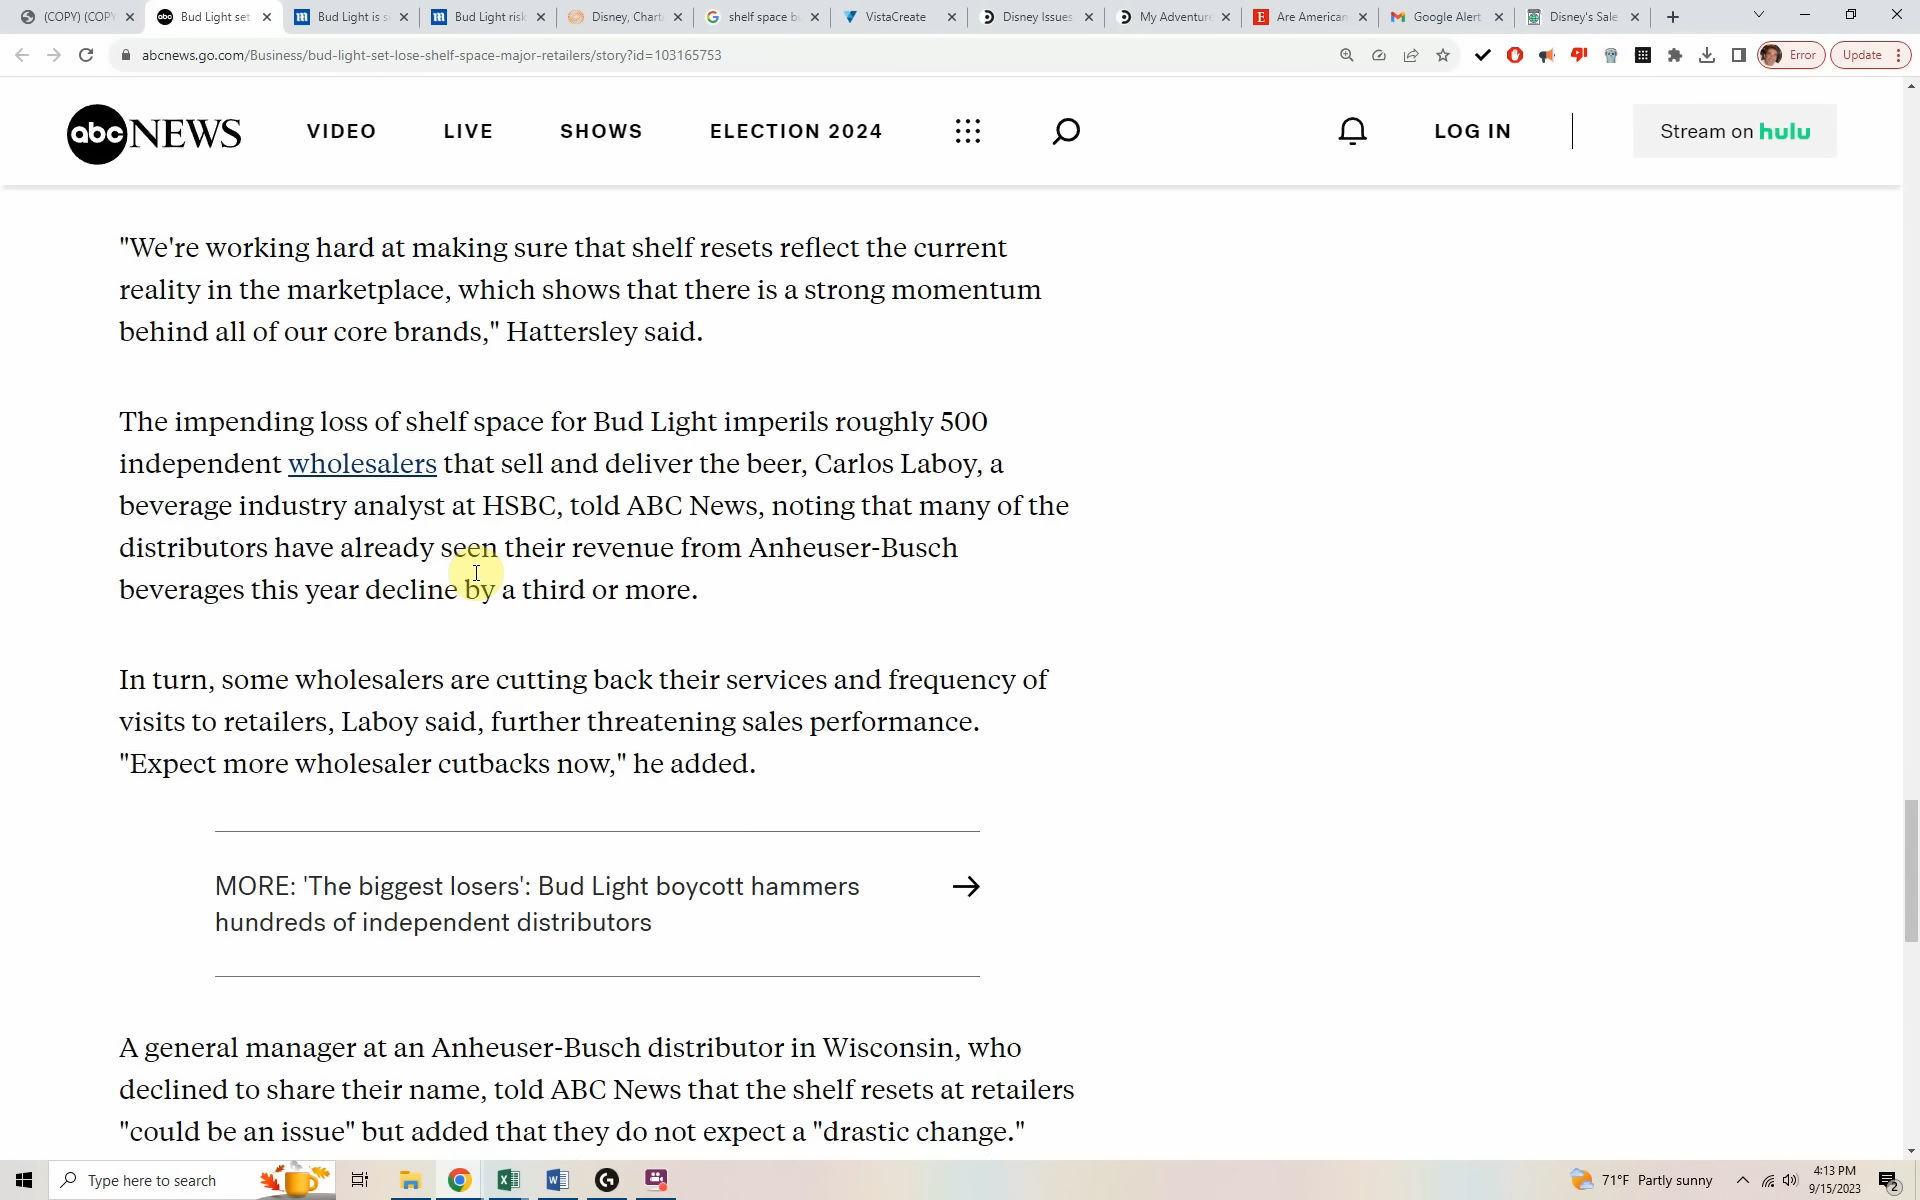 (COPY) (COPY
Bud Light set
Bud Light is s
Bud Light risk
Disney, Chart
shelf space b
VistaCreate
Disney Issues
My Adventure
Are American
Google Alert
Disney's Sale
abcnews.go.com/Business/bud-light-set-lose-shelf-space-major-retailers/story?id=103165753
Error
Update
abc NEWS
VIDEO
LIVE
SHOWS
ELECTION 2024
LOG IN
Stream on hulu
"We're working hard at making sure that shelf resets reflect the current
reality in the marketplace, which shows that there is a strong momentum
behind all of our core brands," Hattersley said.
The impending loss of shelf space for Bud Light imperils roughly 500
independent wholesalers that sell and deliver the beer, Carlos Laboy, a
beverage industry analyst at HSBC, told ABC News, noting that many of the
distributors have already seen their revenue from Anheuser-Busch
beverages this year decline by a third or more.
In turn, some wholesalers are cutting back their services and frequency of
visits to retailers, Laboy said, further threatening sales performance.
"Expect more wholesaler cutbacks now," he added.
MORE: 'The biggest losers': Bud Light boycott hammers
hundreds of independent distributors
A general manager at an Anheuser-Busch distributor in Wisconsin, who
declined to share their name, told ABC News that the shelf resets at retailers
"could be an issue" but added that they do not expect a "drastic change."
Type here to search
71°F Partly sunny
4:13 PM
9/15/2023
2